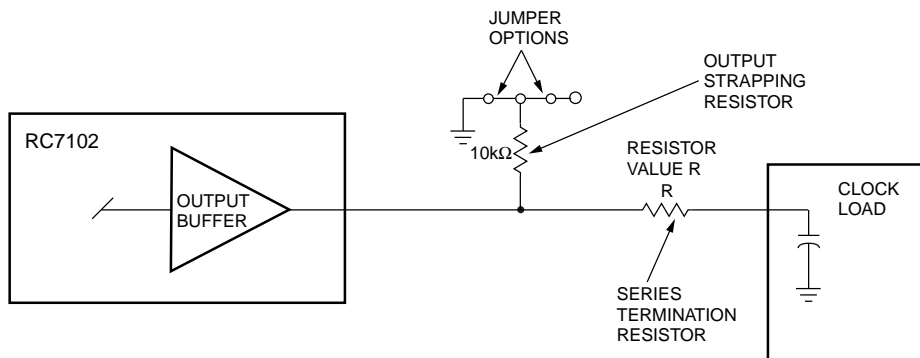 JUMPER
OPTIONS
OUTPUT
STRAPPING
RESISTOR
RC7102
10kΩ
RESISTOR
VALUE R
R
CLOCK
LOAD
OUTPUT
BUFFER
SERIES
TERMINATION
RESISTOR